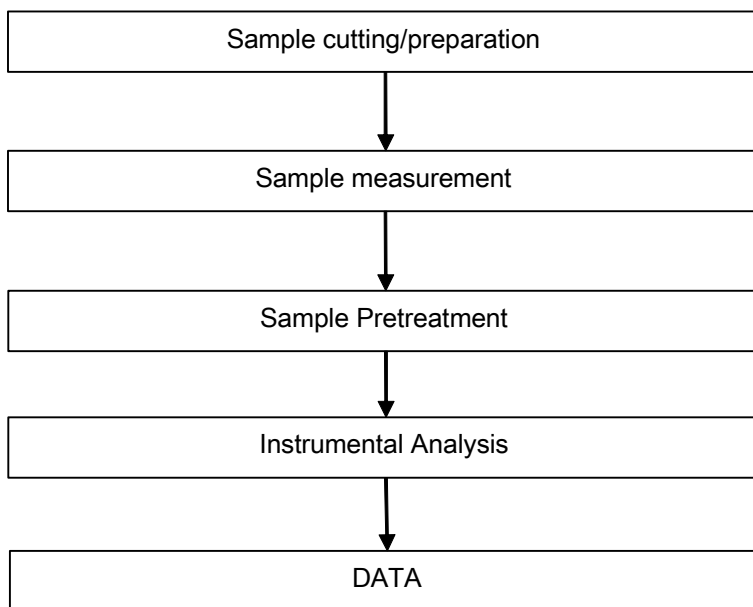 Sample cutting/preparation
Sample measurement
Sample Pretreatment
Instrumental Analysis
DATA